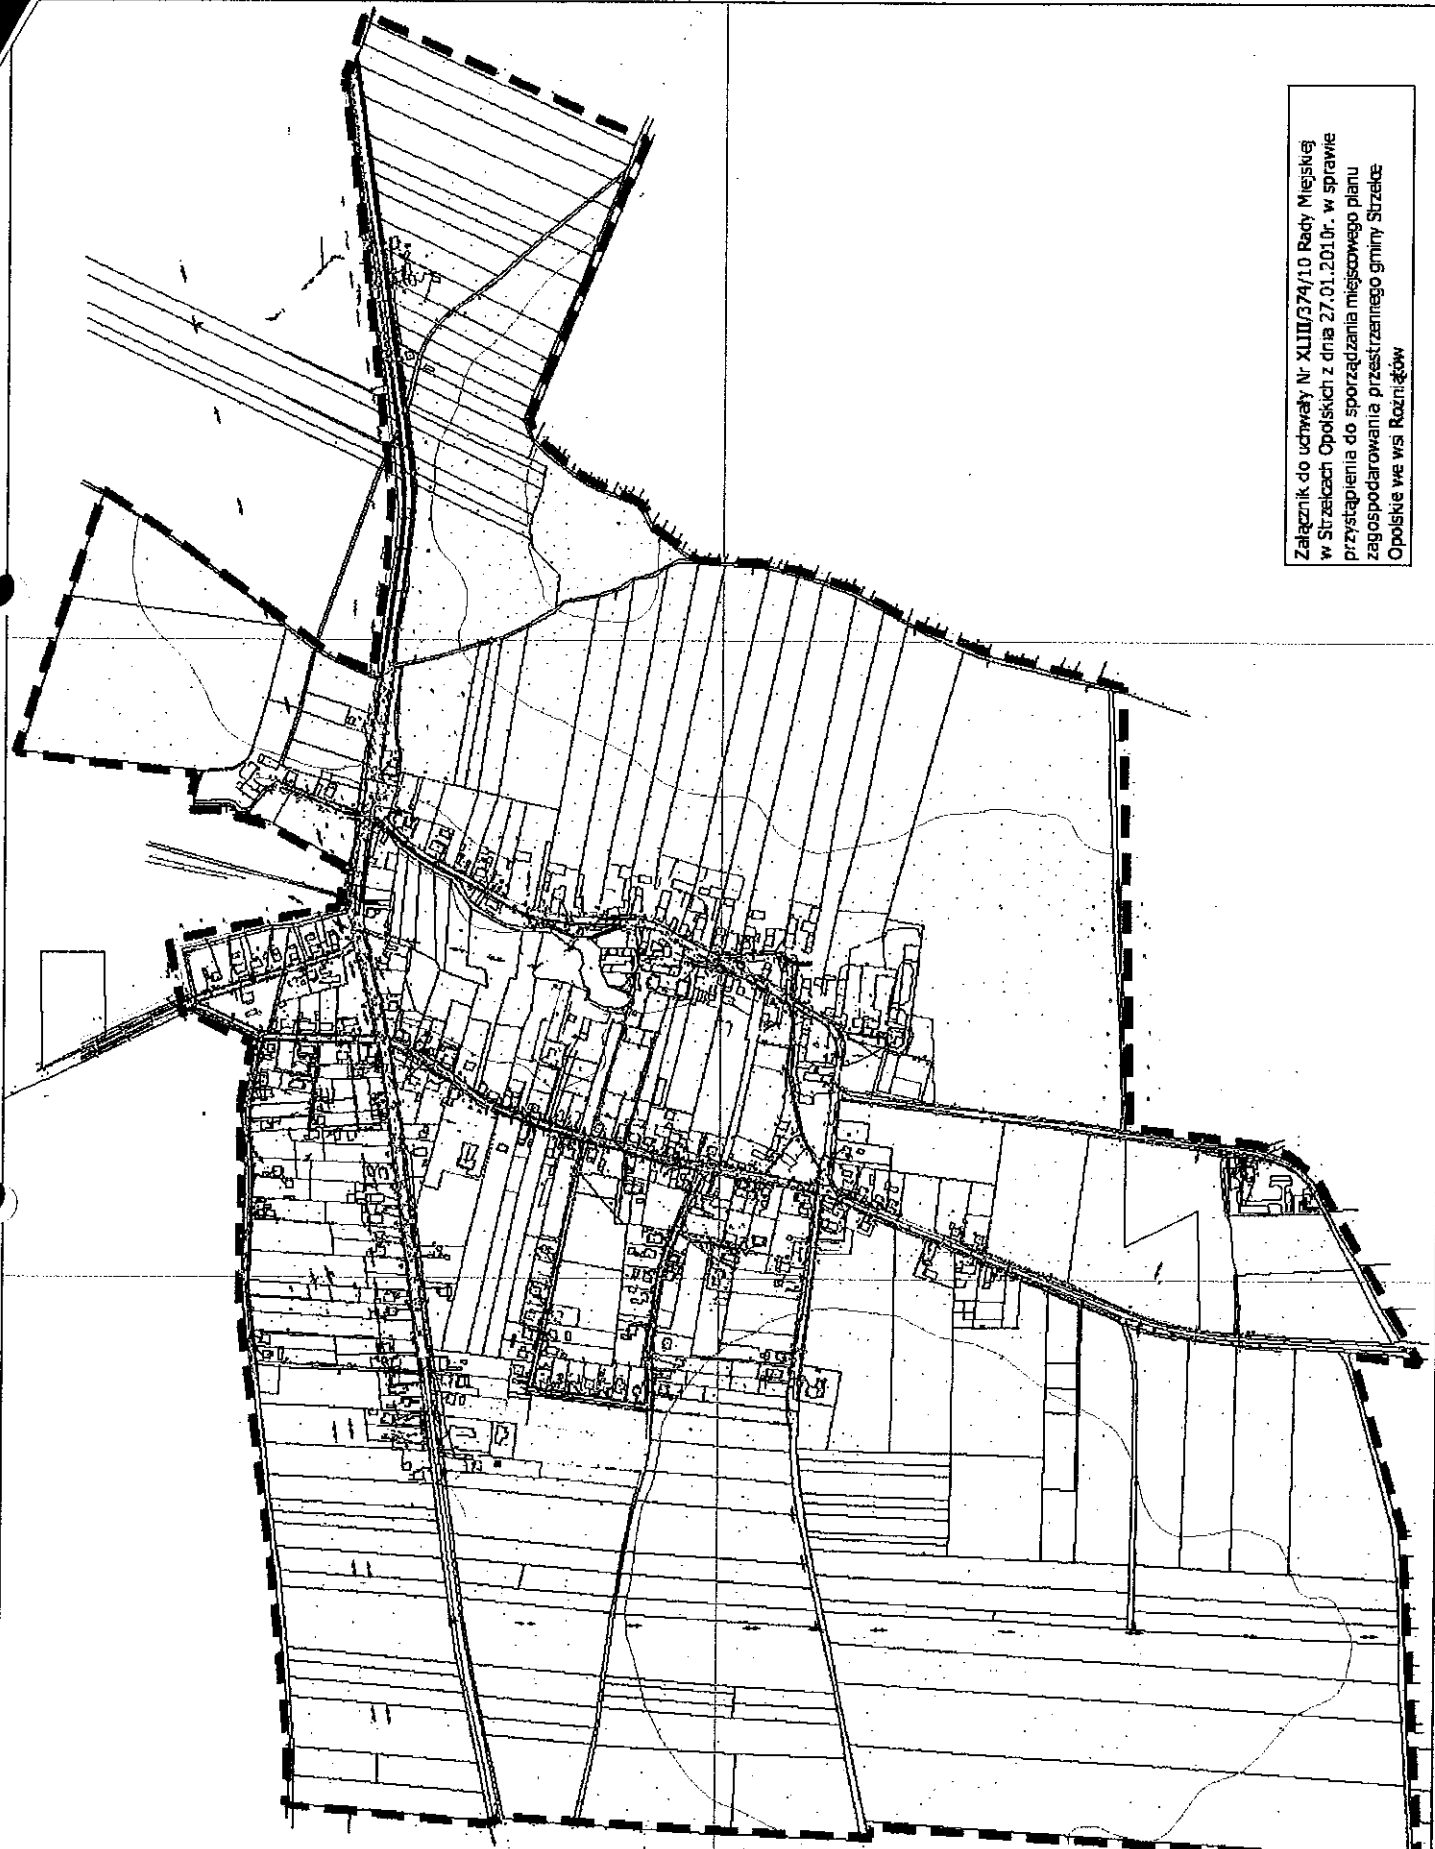 Załącznik do uchwały Nr XLIII/374/10 Rady Miejskiej
w Strzelcach Opolskich z dnia 27.01.2010r. w sprawie
przystąpienia do sporządzania miejscowego planu
zagospodarowania przestrzennego gminy Strzelce
Opolskie we wsi Rożniątów